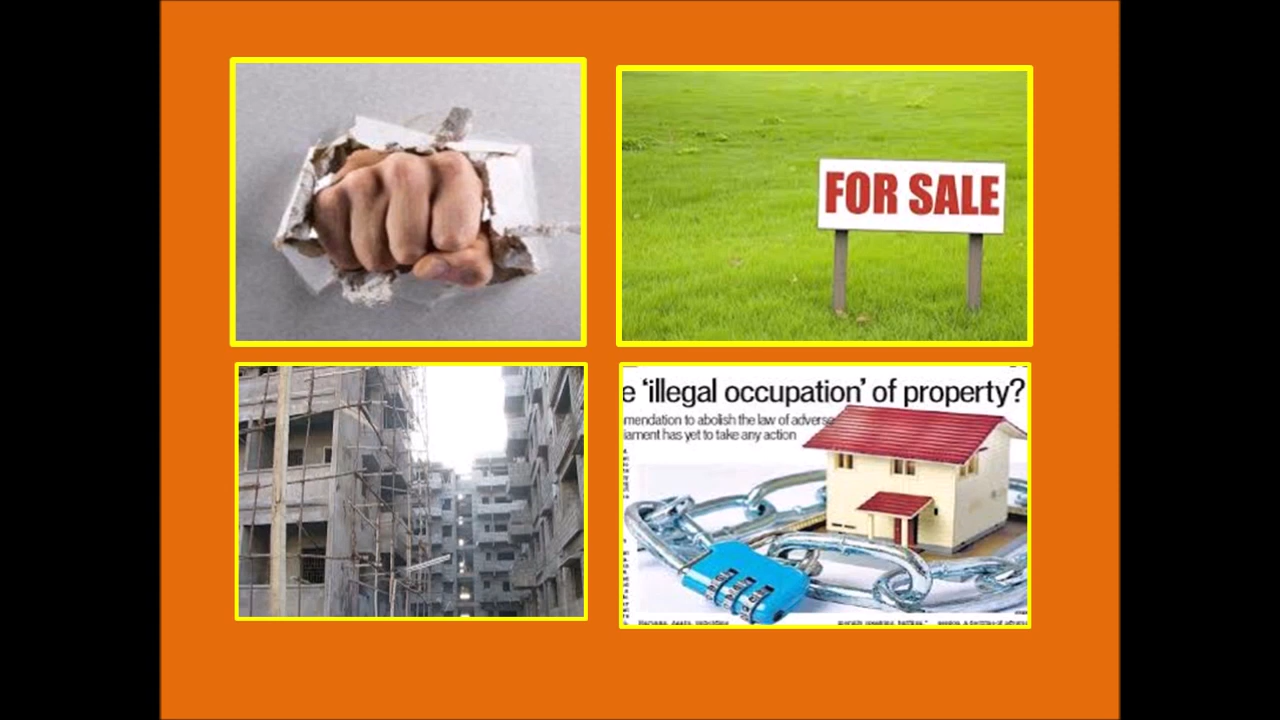 FOR SALE
e 'illegal occupation' of property?
mendation to abolish the law of adverse
iament has yet to take any action